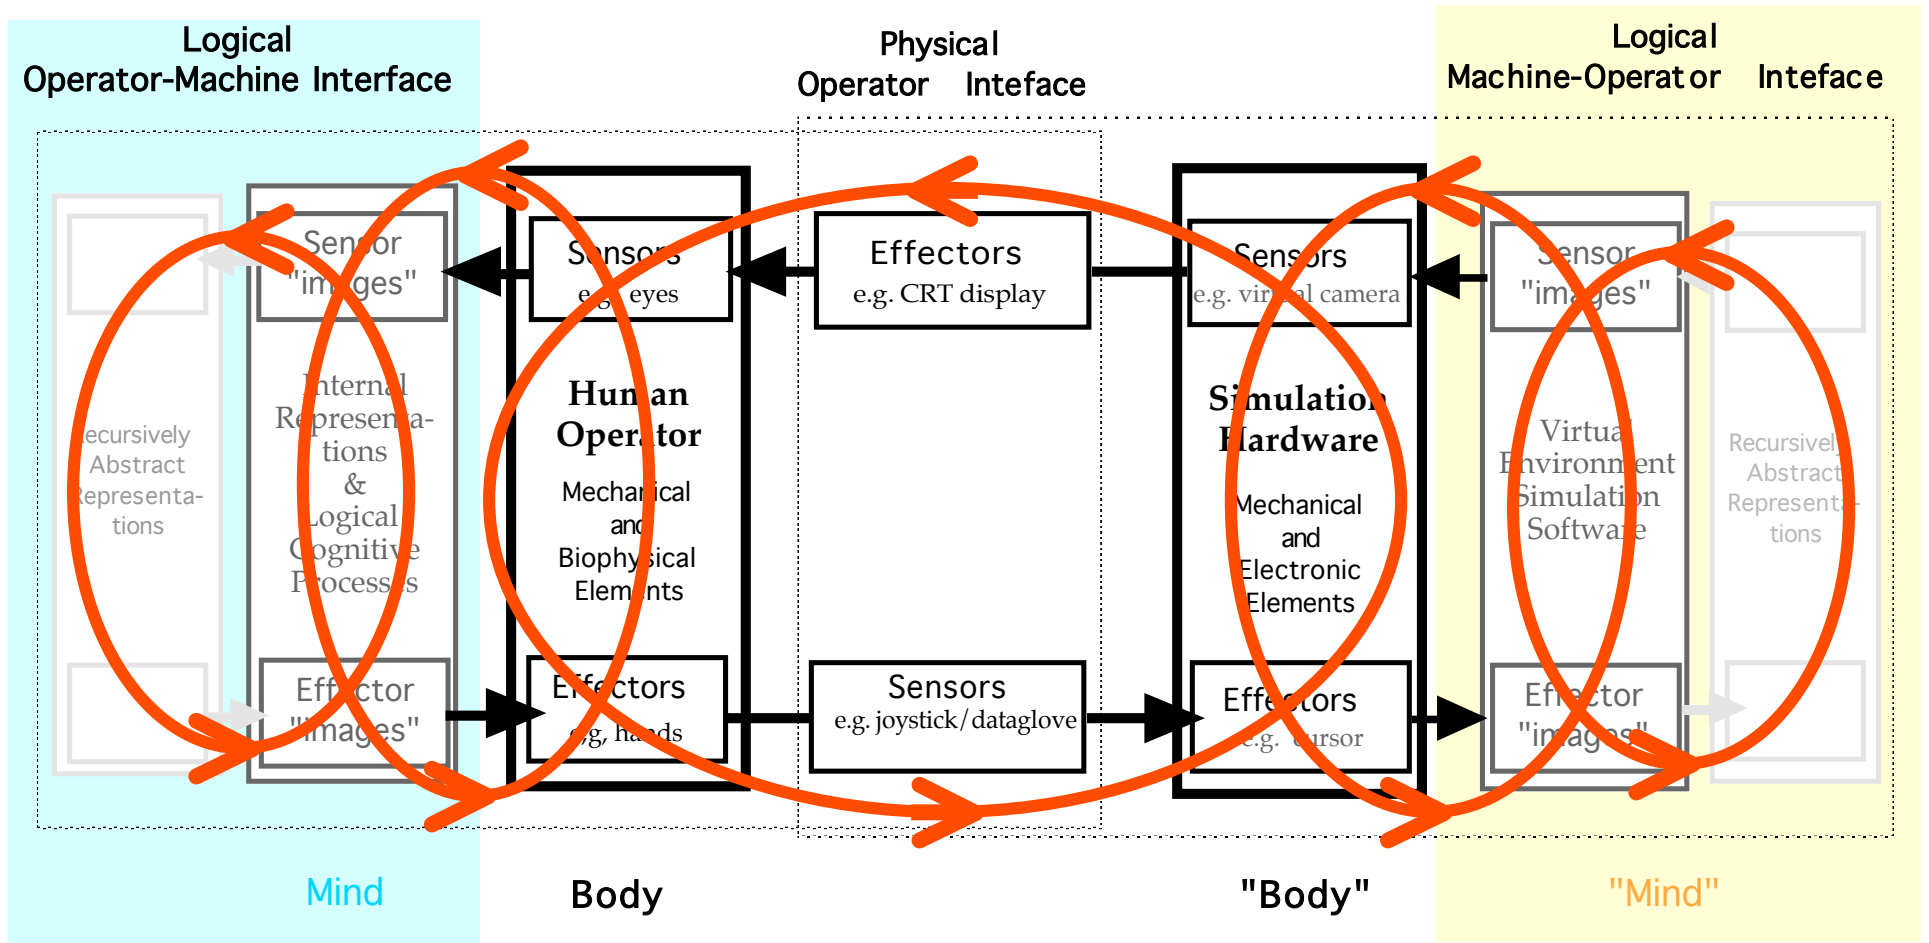 Logical
Operator-Machine Interface
Physical
Operator Inteface
Logical
Machine-Operator Inteface
Sensor
"images"
Sensors
e.g. eyes
Effectors
e.g. CRT display
Sensors
e.g. virtual camera
Sensor
"images"
Recursively
Abstract
Representa-
tions
Internal
Representa-
tions
&
Logical
Cognitive
Processes
Human
Operator
Mechanical
and
Biophysical
Elements
Simulation
Hardware
Mechanical
and
Electronic
Elements
Virtual
Environment
Simulation
Software
Recursively
Abstract
Representa-
tions
Effector
"images"
Effectors
e,g, hands
Sensors
e.g. joystick/dataglove
Effectors
e.g. cursor
Effector
"images"
Mind
Body
"Body"
"Mind"